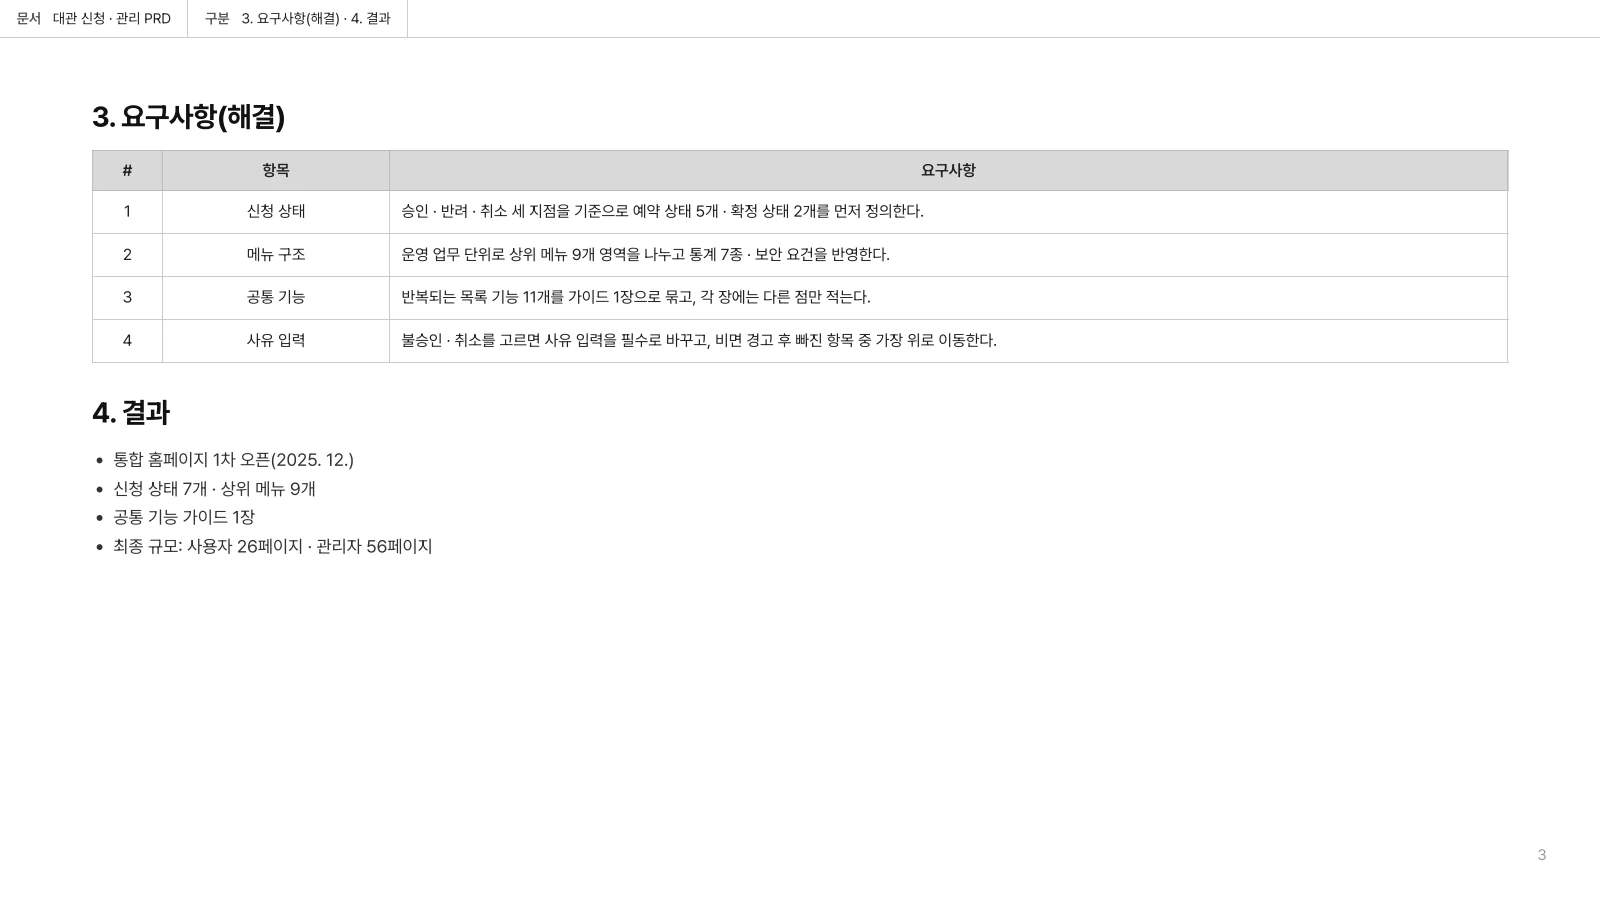 문서 대관 신청 · 관리 PRD 구분 3. 요구사항(해결) · 4. 결과
3. 요구사항(해결)
# 항목 요구사항
1 신청 상태 승인 · 반려 · 취소 세 지점을 기준으로 예약 상태 5개 · 확정 상태 2개를 먼저 정의한다.
2 메뉴 구조 운영 업무 단위로 상위 메뉴 9개 영역을 나누고 통계 7종 · 보안 요건을 반영한다.
3 공통 기능 반복되는 목록 기능 11개를 가이드 1장으로 묶고, 각 장에는 다른 점만 적는다.
4 사유 입력 불승인 · 취소를 고르면 사유 입력을 필수로 바꾸고, 비면 경고 후 빠진 항목 중 가장 위로 이동한다.
4. 결과
• 통합 홈페이지 1차 오픈(2025. 12.)
• 신청 상태 7개 · 상위 메뉴 9개
• 공통 기능 가이드 1장
• 최종 규모: 사용자 26페이지 · 관리자 56페이지
3